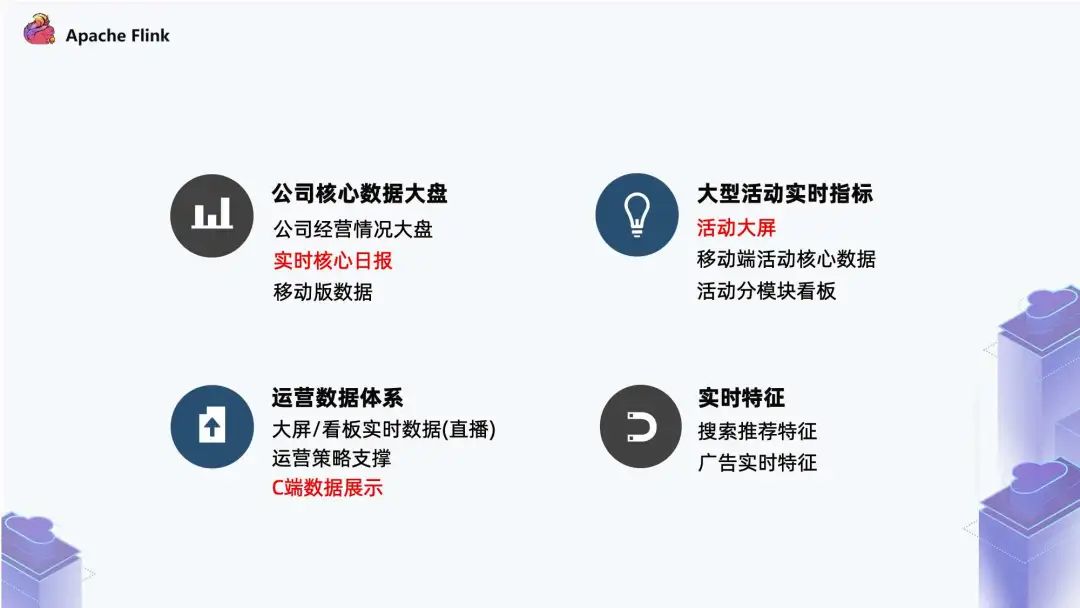 Apache Flink
公司核心数据大盘
公司经营情况大盘
实时核心日报
移动版数据
大型活动实时指标
活动大屏
移动端活动核心数据
活动分模块看板
运营数据体系
大屏/看板实时数据(直播)
运营策略支撑
C端数据展示
实时特征
搜索推荐特征
广告实时特征